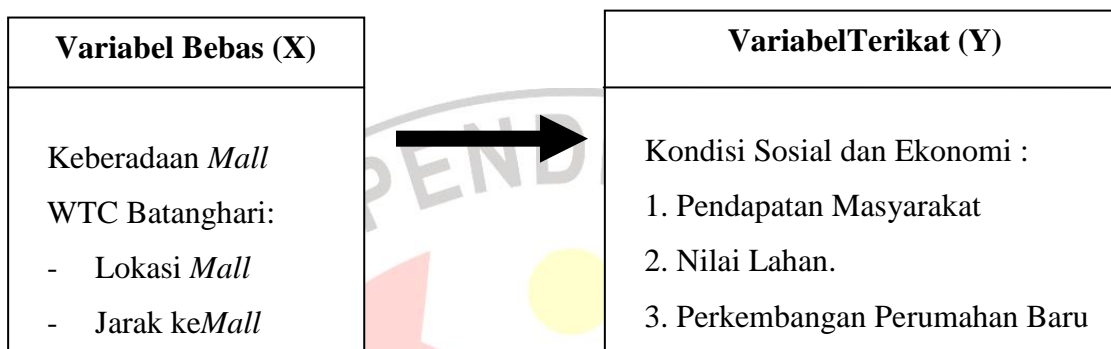 Variabel Bebas (X)
Keberadaan Mall
WTC Batanghari:
- Lokasi Mall
- Jarak keMall
VariabelTerikat (Y)
Kondisi Sosial dan Ekonomi :
1. Pendapatan Masyarakat
2. Nilai Lahan.
3. Perkembangan Perumahan Baru